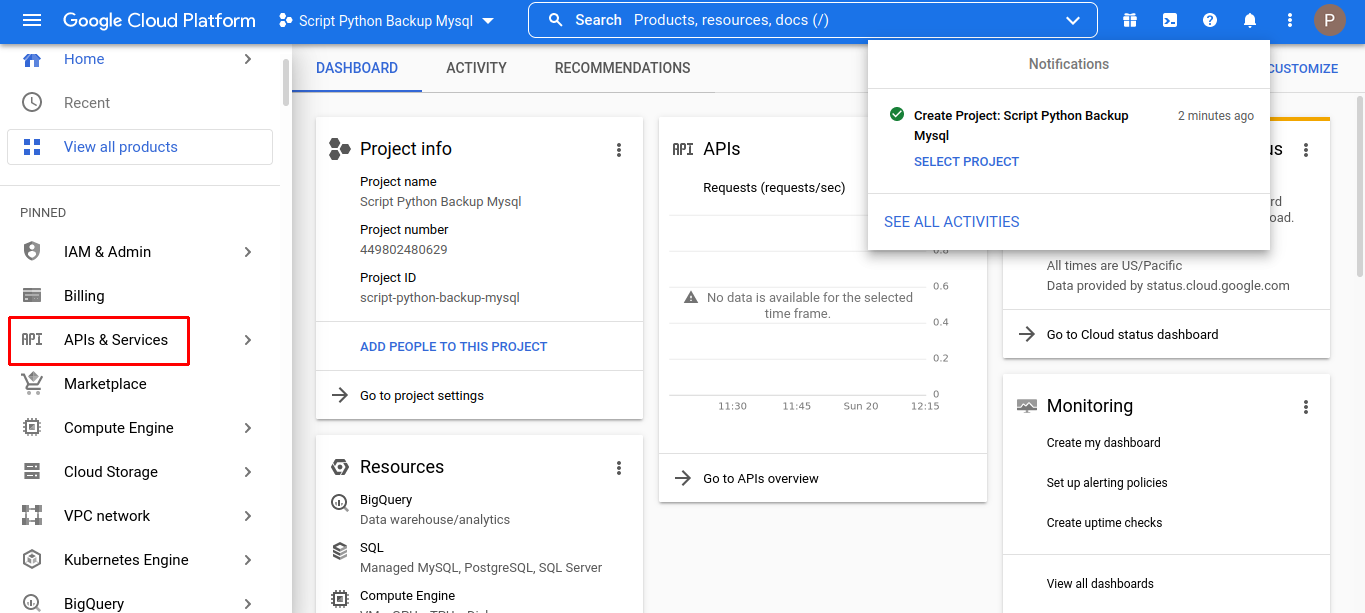 Google Cloud Platform
Script Python Backup Mysql
Search Products, resources, docs (/)
P
Home
Recent
View all products
PINNED
IAM & Admin
Billing
API APIs & Services
Marketplace
Compute Engine
Cloud Storage
VPC network
Kubernetes Engine
BigQuery
DASHBOARD
ACTIVITY
RECOMMENDATIONS
CUSTOMIZE
Project info
Project name
Script Python Backup Mysql
Project number
449802480629
Project ID
script-python-backup-mysql
ADD PEOPLE TO THIS PROJECT
Go to project settings
Resources
BigQuery
Data warehouse/analytics
SQL
Managed MySQL, PostgreSQL, SQL Server
Compute Engine
API APIs
Requests (requests/sec)
0.8
0.6
No data is available for the selected
time frame.
0.4
0.2
0
11:30 11:45 Sun 20 12:15
Go to APIs overview
Notifications
Create Project: Script Python Backup
Mysql
2 minutes ago
SELECT PROJECT
SEE ALL ACTIVITIES
us
rd
oad.
All times are US/Pacific
Data provided by status.cloud.google.com
Go to Cloud status dashboard
Monitoring
Create my dashboard
Set up alerting policies
Create uptime checks
View all dashboards